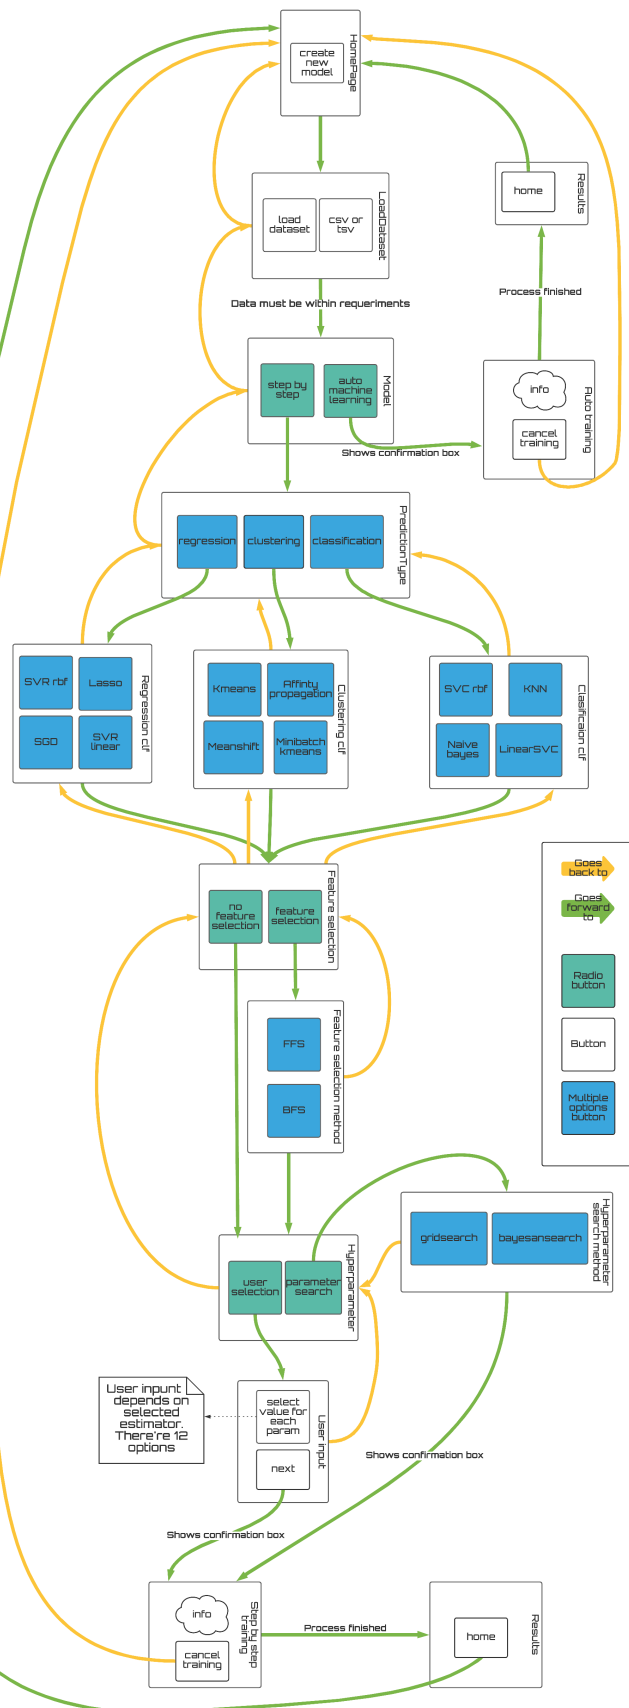 create
new
model
HomePage
load
dataset
csv or
tsv
LoadDataset
home
Results
Data must be within requeriments
Process finished
step by
step
auto
machine
learning
Model
info
cancel
training
Auto training
Shows confirmation box
regression
clustering
classification
PredictionType
SVR rbf
Lasso
SGD
SVR
linear
Regression clf
Kmeans
Affinty
propagation
Meanshift
Minibatch
kmeans
Clustering clf
SVC rbf
KNN
Naive
bayes
LinearSVC
Clasificaion clf
Goes
back to
Goes
forward
to
Radio
button
Button
Multiple
options
button
no
feature
selection
feature
selection
Feature selection
FFS
BFS
Feature selection method
gridsearch
bayesansearch
Hyperparameter
search method
user
selection
parameter
search
Hyperparameter
User inpunt
depends on
selected
estimator.
There're 12
options
select
value for
each
param
next
User input
Shows confirmation box
Shows confirmation box
info
cancel
training
Step by step
training
Process finished
home
Results